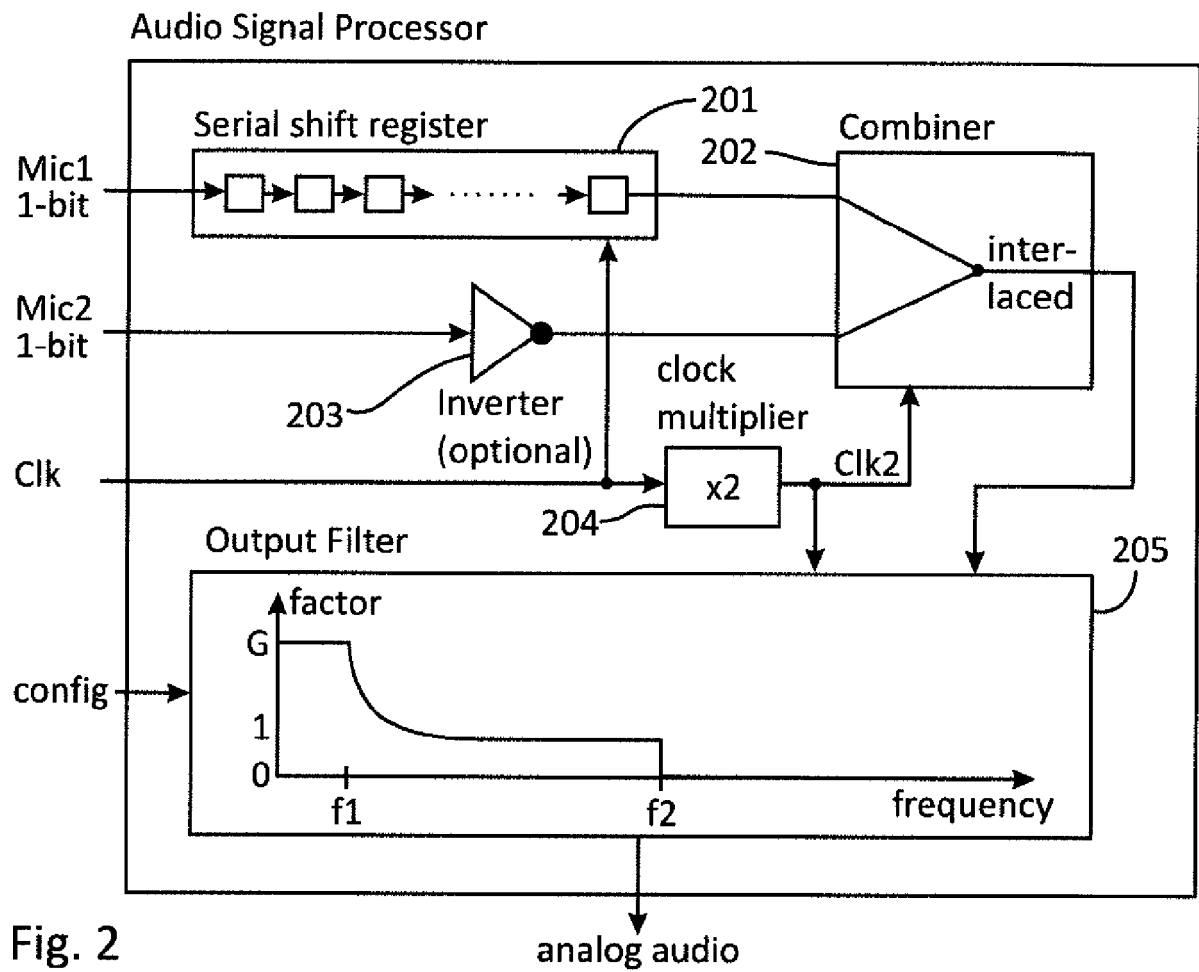 Audio Signal Processor
201
Serial shift register
Combiner
202
Mic1
1-bit
inter-
laced
Mic2
1-bit
203
Inverter
(optional)
clock
multiplier
Clk
x2
Clk2
204
Output Filter
205
factor
G
config
1
0
f1
f2
frequency
Fig. 2
analog audio